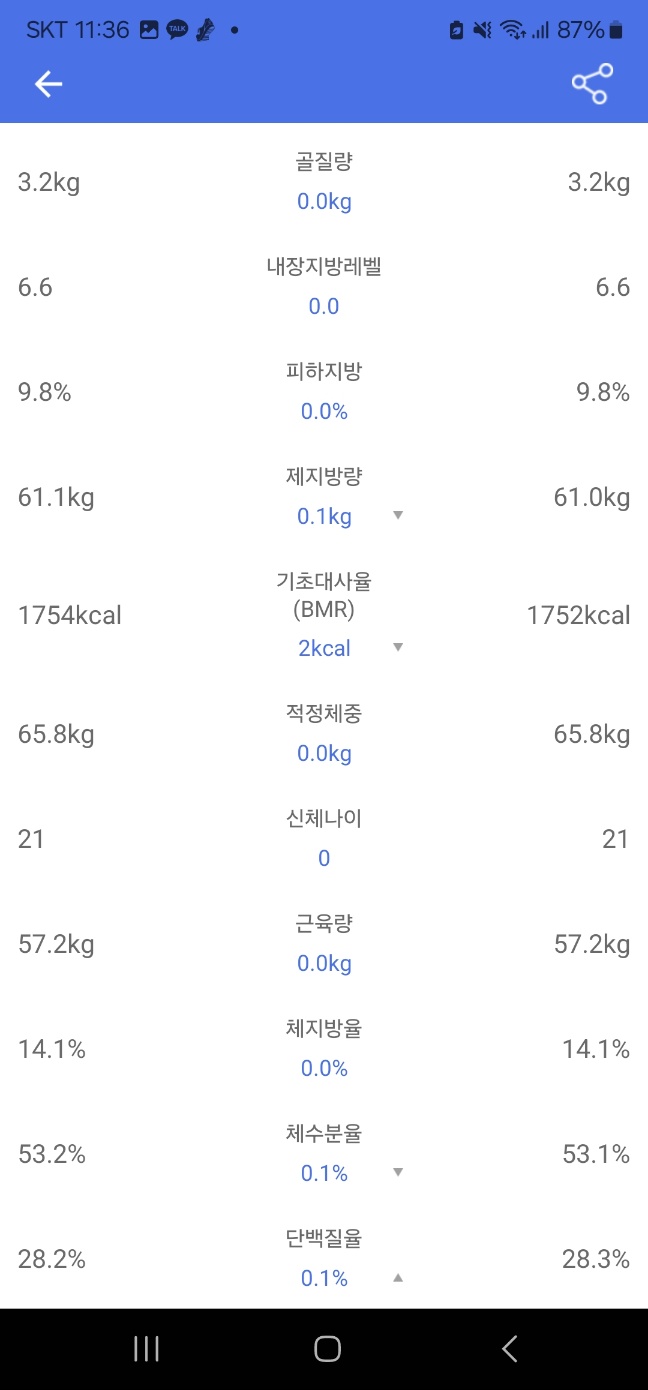 SKT 11:36 TALK 87%
골질량
3.2kg 0.0kg 3.2kg
내장지방레벨
6.6 0.0 6.6
피하지방
9.8% 0.0% 9.8%
제지방량
61.1kg 0.1kg ▼ 61.0kg
기초대사율
(BMR)
1754kcal 2kcal ▼ 1752kcal
적정체중
65.8kg 0.0kg 65.8kg
신체나이
21 0 21
근육량
57.2kg 0.0kg 57.2kg
체지방율
14.1% 0.0% 14.1%
체수분율
53.2% 0.1% ▼ 53.1%
단백질율
28.2% 0.1% ▲ 28.3%